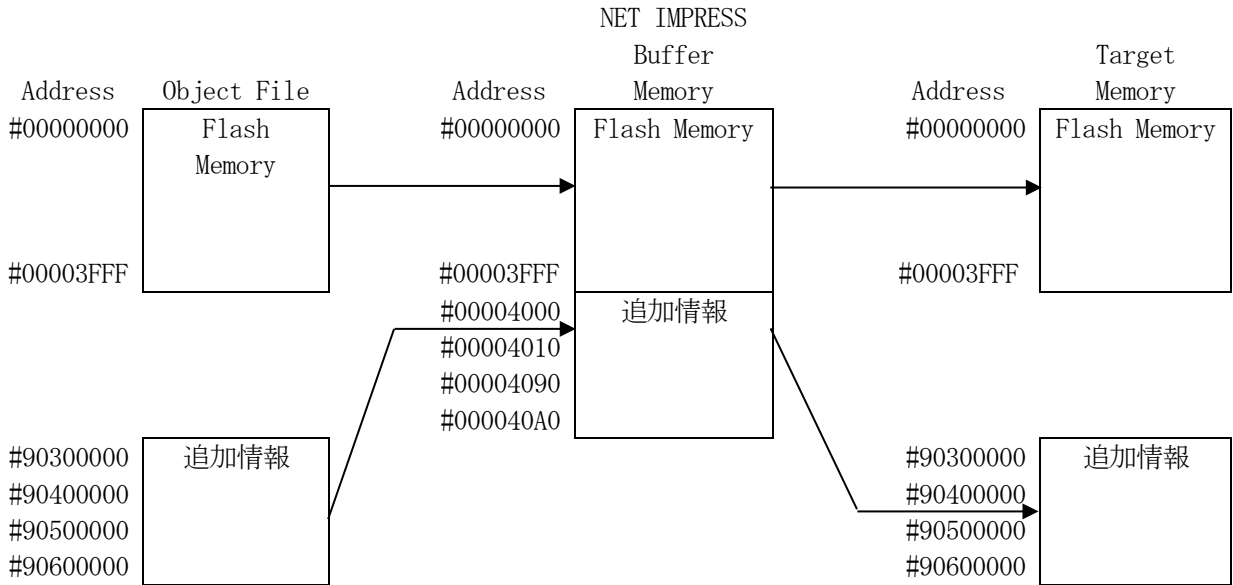 NET IMPRESS
Buffer
Target
Address Object File Address Memory Address Memory
#00000000 Flash #00000000 Flash Memory #00000000 Flash Memory
Memory
#00003FFF #00003FFF #00003FFF
#00004000 追加情報
#00004010
#00004090
#000040A0
#90300000 追加情報 #90300000 追加情報
#90400000 #90400000
#90500000 #90500000
#90600000 #90600000